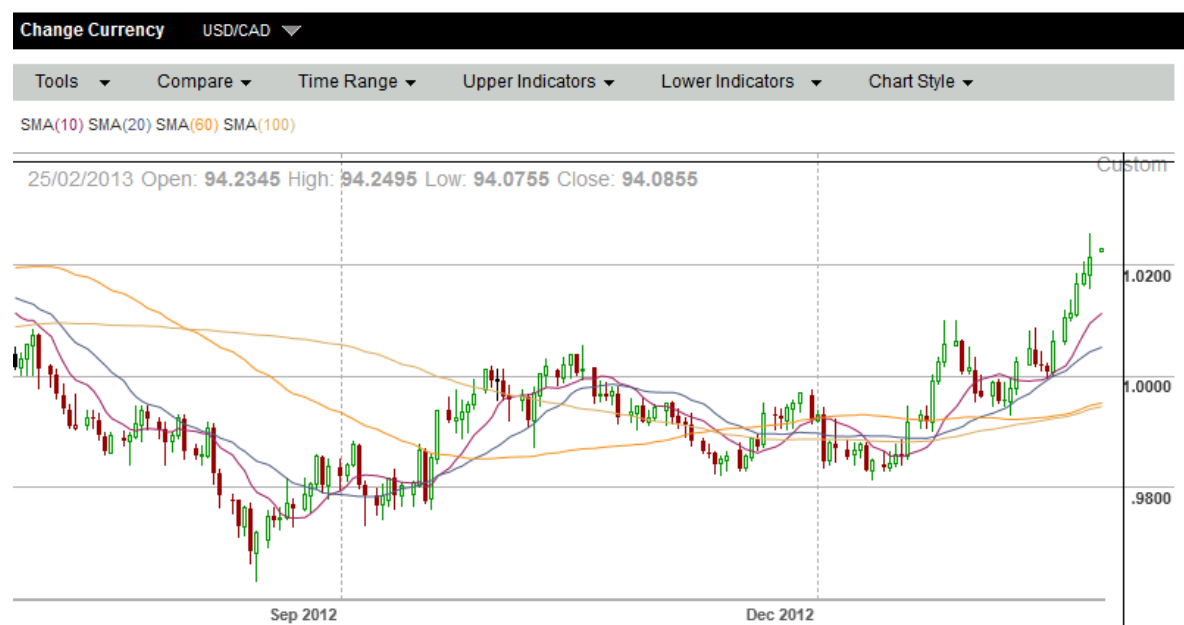 Change Currency USD/CAD
Tools Compare Time Range Upper Indicators Lower Indicators Chart Style
SMA(10) SMA(20) SMA(60) SMA(100)
Custom
25/02/2013 Open: 94.2345 High: 94.2495 Low: 94.0755 Close: 94.0855
1.0200
1.0000
.9800
Sep 2012 Dec 2012